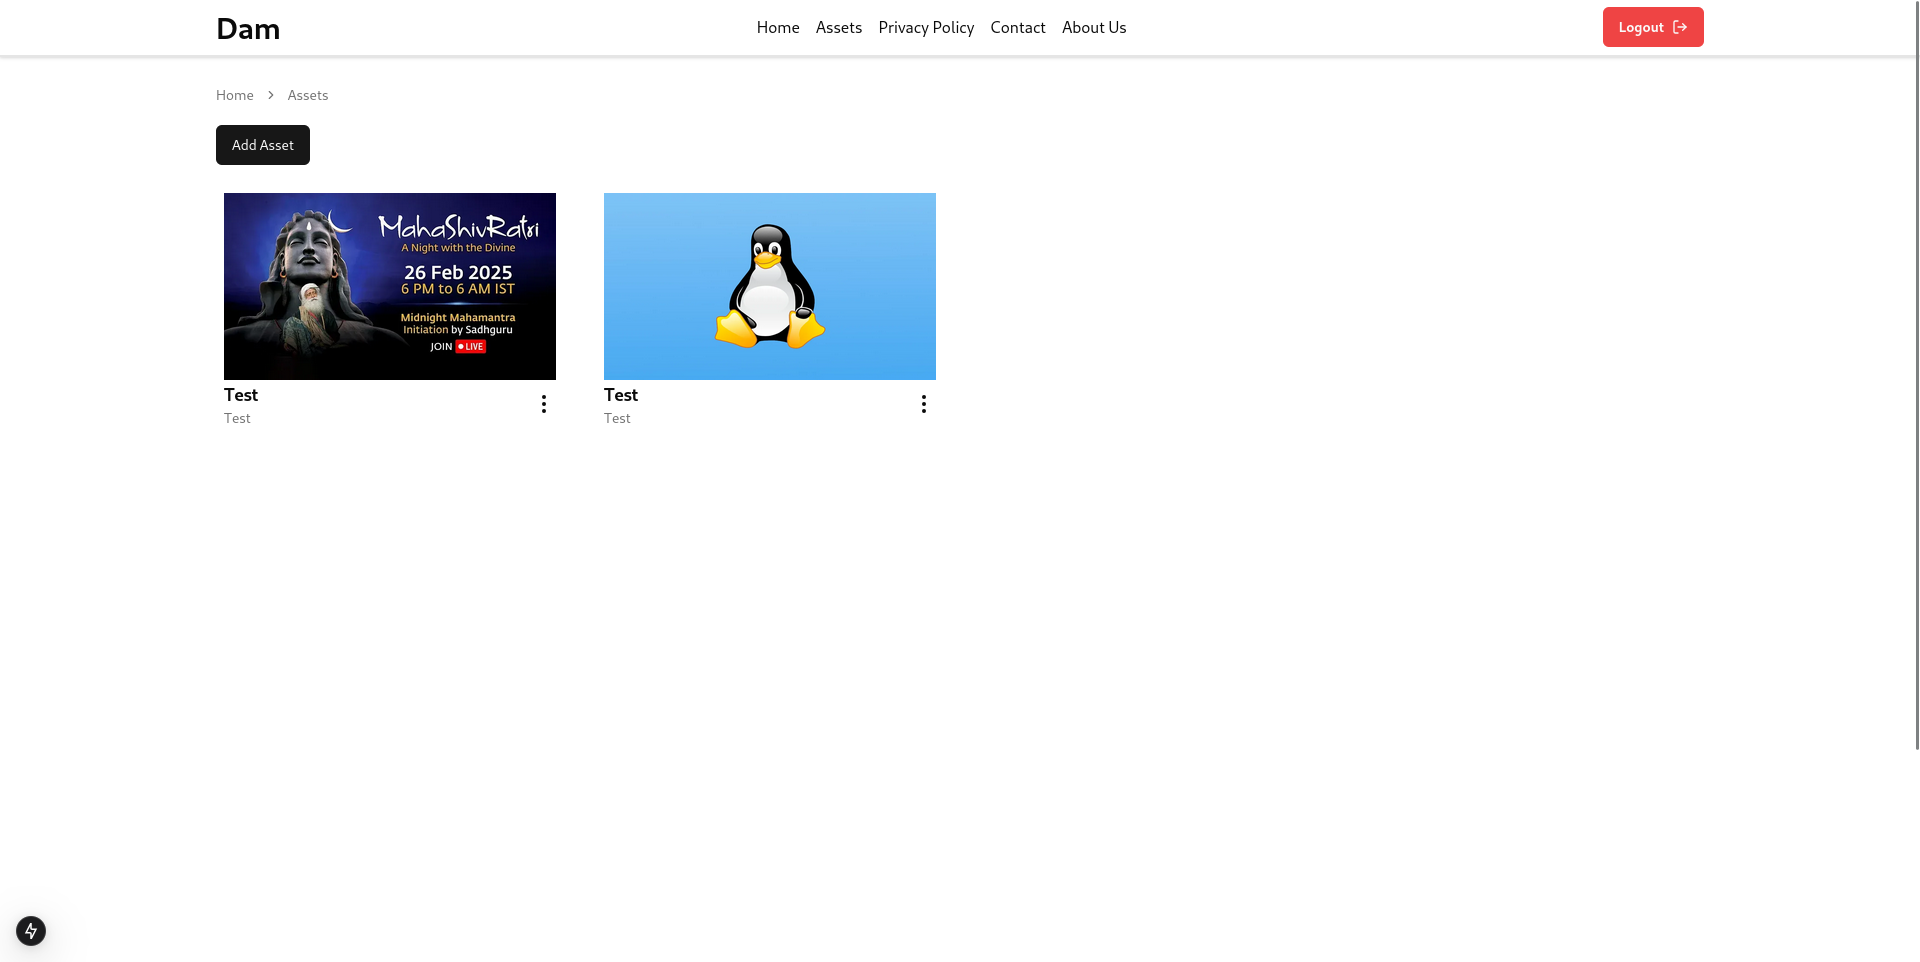 Dam
Home Assets Privacy Policy Contact About Us
Logout
Home > Assets
Add Asset
MahaShivRatri
A Night with the Divine
26 Feb 2025
6 PM to 6 AM IST
Midnight Mahamantra
Initiation by Sadhguru
JOIN LIVE
Test
Test
Test
Test